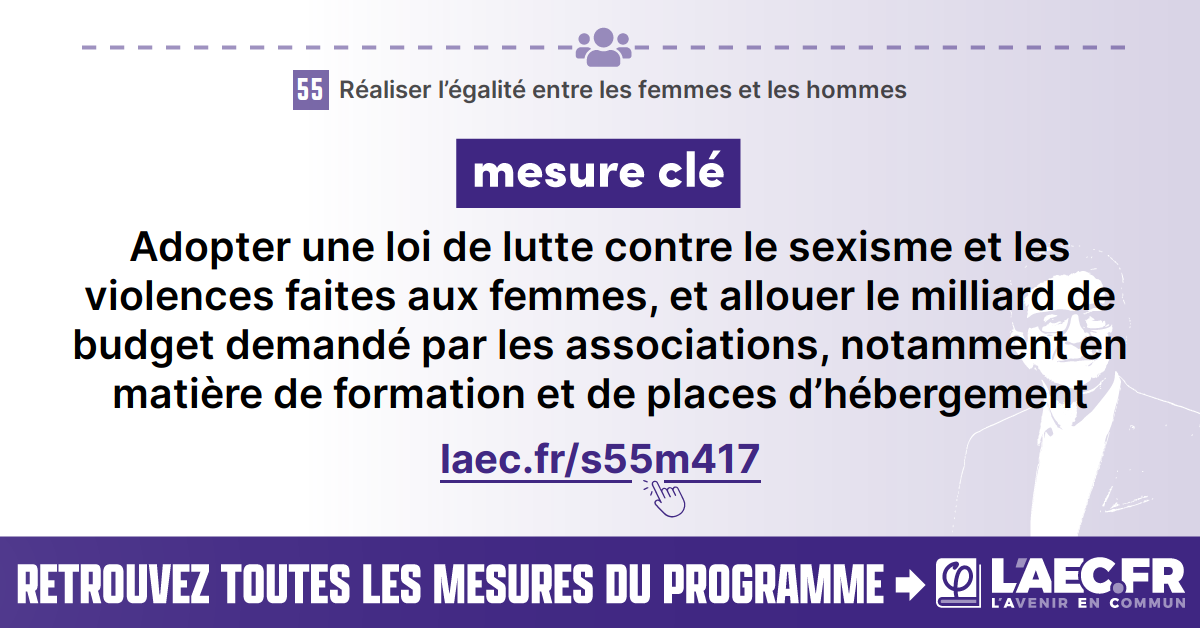 55 Réaliser l’égalité entre les femmes et les hommes
mesure clé
Adopter une loi de lutte contre le sexisme et les
violences faites aux femmes, et allouer le milliard de
budget demandé par les associations, notamment en
matière de formation et de places d’hébergement
laec.fr/s55m417
RETROUVEZ TOUTES LES MESURES DU PROGRAMME → φ L'AEC.FR
L'AVENIR EN COMMUN